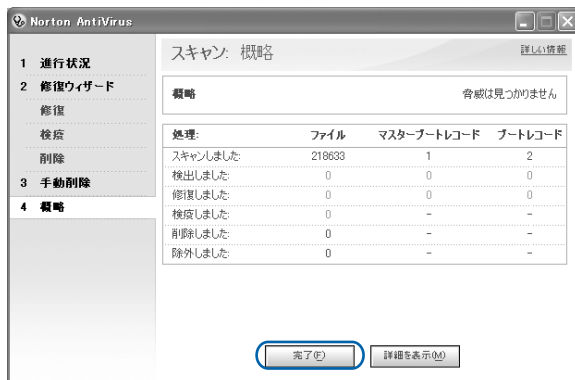 Norton AntiVirus
1 進行状況
2 修復ウィザード
修復
検疫
削除
3 手動削除
4 概略
スキャン: 概略
詳しい情報
概略 脅威は見つかりません
処理: ファイル マスターブートレコード ブートレコード
スキャンしました: 218633 1 2
検出しました: 0 0 0
修復しました: 0 0 0
検疫しました: 0 - -
削除しました: 0 - -
除外しました: 0 - -
完了(F) 詳細を表示(M)